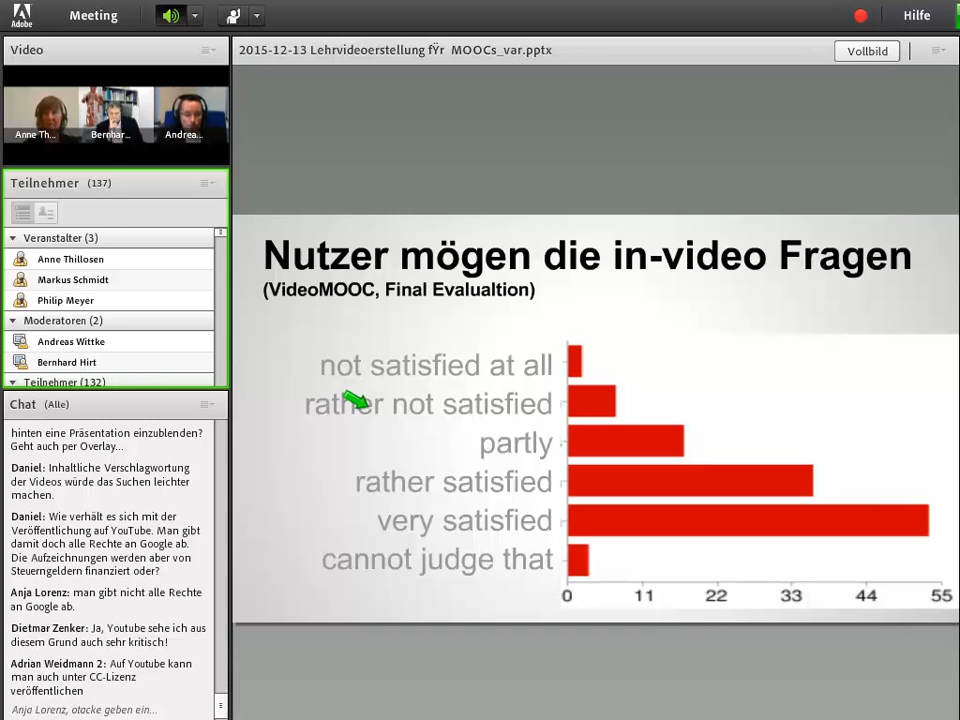 Adobe
Meeting
Hilfe
Video
Anne Th...
Bernhar...
Andrea...
Teilnehmer (137)
Veranstalter (3)
Anne Thillosen
Markus Schmidt
Philip Meyer
Moderatoren (2)
Andreas Wittke
Bernhard Hirt
Teilnehmer (132)
Chat (Alle)
hinten eine Präsentation einzublenden?
Geht auch per Overlay...
Daniel: Inhaltliche Verschlagwortung
der Videos würde das Suchen leichter
machen.
Daniel: Wie verhält es sich mit der
Veröffentlichung auf YouTube. Man gibt
damit doch alle Rechte an Google ab.
Die Aufzeichnungen werden aber von
Steuerngeldern finanziert oder?
Anja Lorenz: man gibt nicht alle Rechte
an Google ab.
Dietmar Zenker: Ja, Youtube sehe ich aus
diesem Grund auch sehr kritisch!
Adrian Weidmann 2: Auf Youtube kann
man auch unter CC-Lizenz
veröffentlichen
Anja Lorenz, otacke geben ein...
2015-12-13 Lehrvideoerstellung fŸr MOOCs_var.pptx
Vollbild
Nutzer mögen die in-video Fragen
(VideoMOOC, Final Evaualtion)
not satisfied at all
rather not satisfied
partly
rather satisfied
very satisfied
cannot judge that
0 11 22 33 44 55